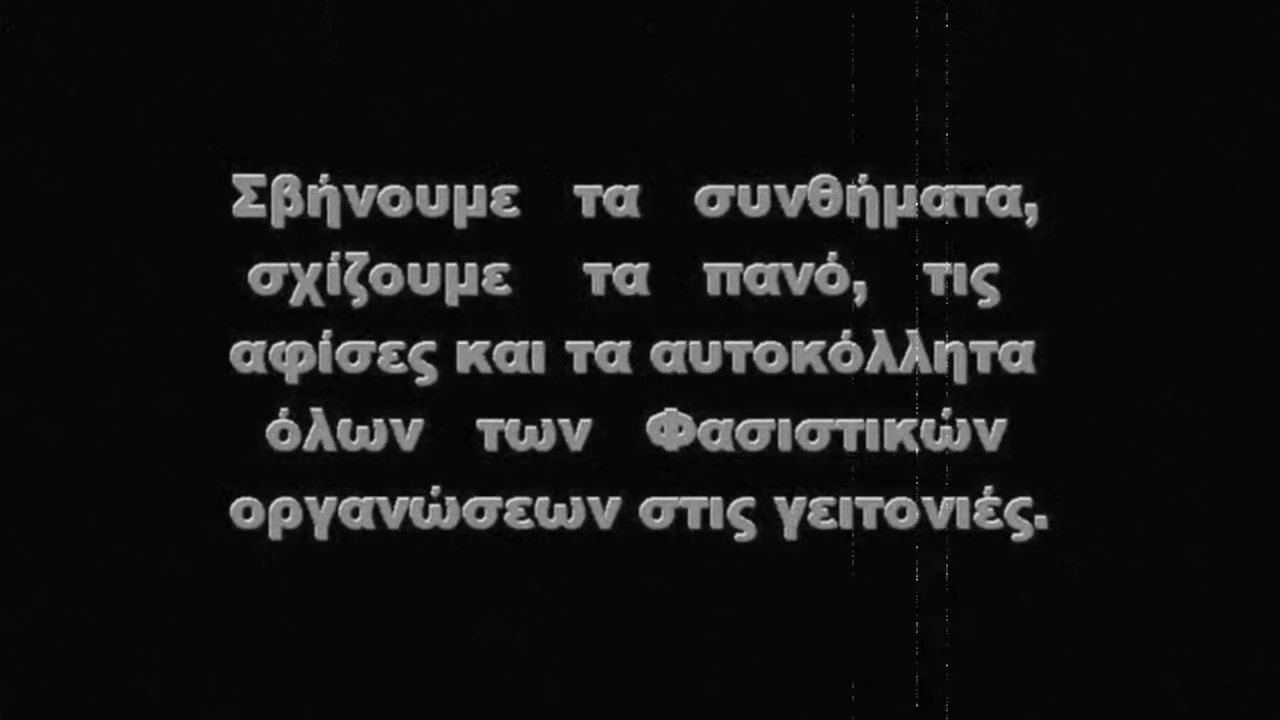 Σβήνουμε τα συνθήματα,
σχίζουμε τα πανό, τις
αφίσες και τα αυτοκόλλητα
όλων των Φασιστικών
οργανώσεων στις γειτονιές.